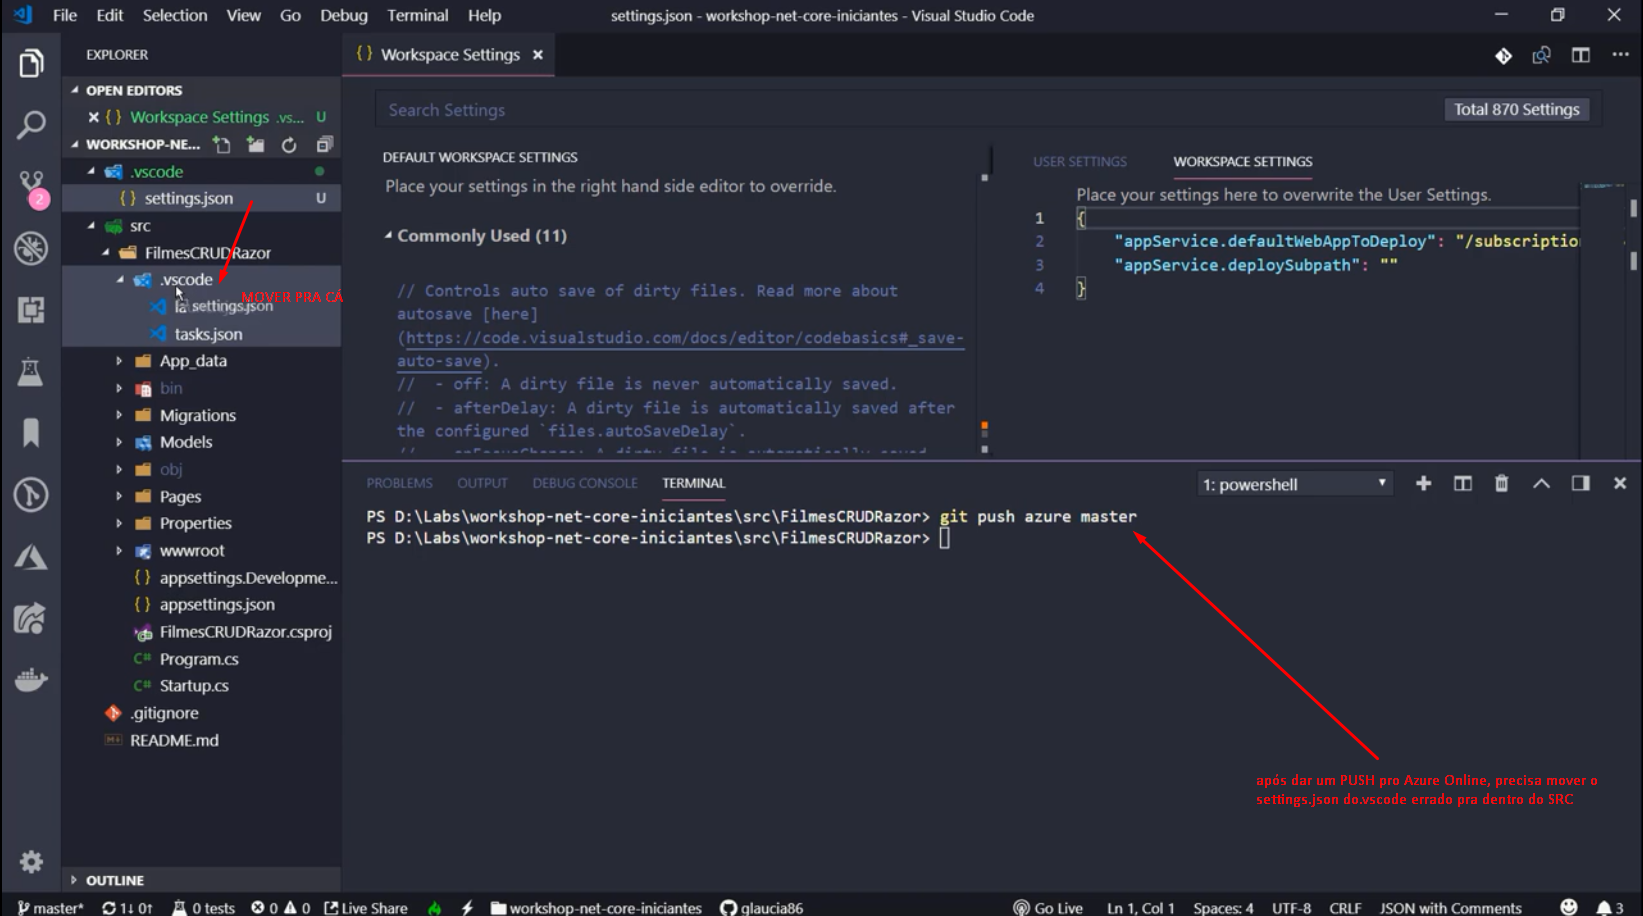 File Edit Selection View Go Debug Terminal Help
settings.json - workshop-net-core-iniciantes - Visual Studio Code
EXPLORER
OPEN EDITORS
{ } Workspace Settings .vs... U
WORKSHOP-NE...
.vscode
{ } settings.json U
src
FilmesCRUDRazor
.vscode
settings.json
MOVER PRA CÁ
tasks.json
App_data
bin
Migrations
Models
obj
Pages
Properties
wwwroot
{ } appsettings.Developme...
{ } appsettings.json
FilmesCRUDRazor.csproj
C# Program.cs
C# Startup.cs
.gitignore
README.md
OUTLINE
2
{ } Workspace Settings
Search Settings
Total 870 Settings
DEFAULT WORKSPACE SETTINGS
Place your settings in the right hand side editor to override.
Commonly Used (11)
// Controls auto save of dirty files. Read more about
autosave [here]
(https://code.visualstudio.com/docs/editor/codebasics#_save-
auto-save).
//  - off: A dirty file is never automatically saved.
//  - afterDelay: A dirty file is automatically saved after
the configured `files.autoSaveDelay`.
USER SETTINGS WORKSPACE SETTINGS
Place your settings here to overwrite the User Settings.
1 {
2 "appService.defaultWebAppToDeploy": "/subscription
3 "appService.deploySubpath": ""
4 }
PROBLEMS OUTPUT DEBUG CONSOLE TERMINAL
1: powershell
PS D:\Labs\workshop-net-core-iniciantes\src\FilmesCRUDRazor> git push azure master
PS D:\Labs\workshop-net-core-iniciantes\src\FilmesCRUDRazor>
após dar um PUSH pro Azure Online, precisa mover o
settings.json do.vscode errado pra dentro do SRC
master* 1↓ 0↑ 0 tests 0 0 Live Share workshop-net-core-iniciantes glaucia86 Go Live Ln 1, Col 1 Spaces: 4 UTF-8 CRLF JSON with Comments 3